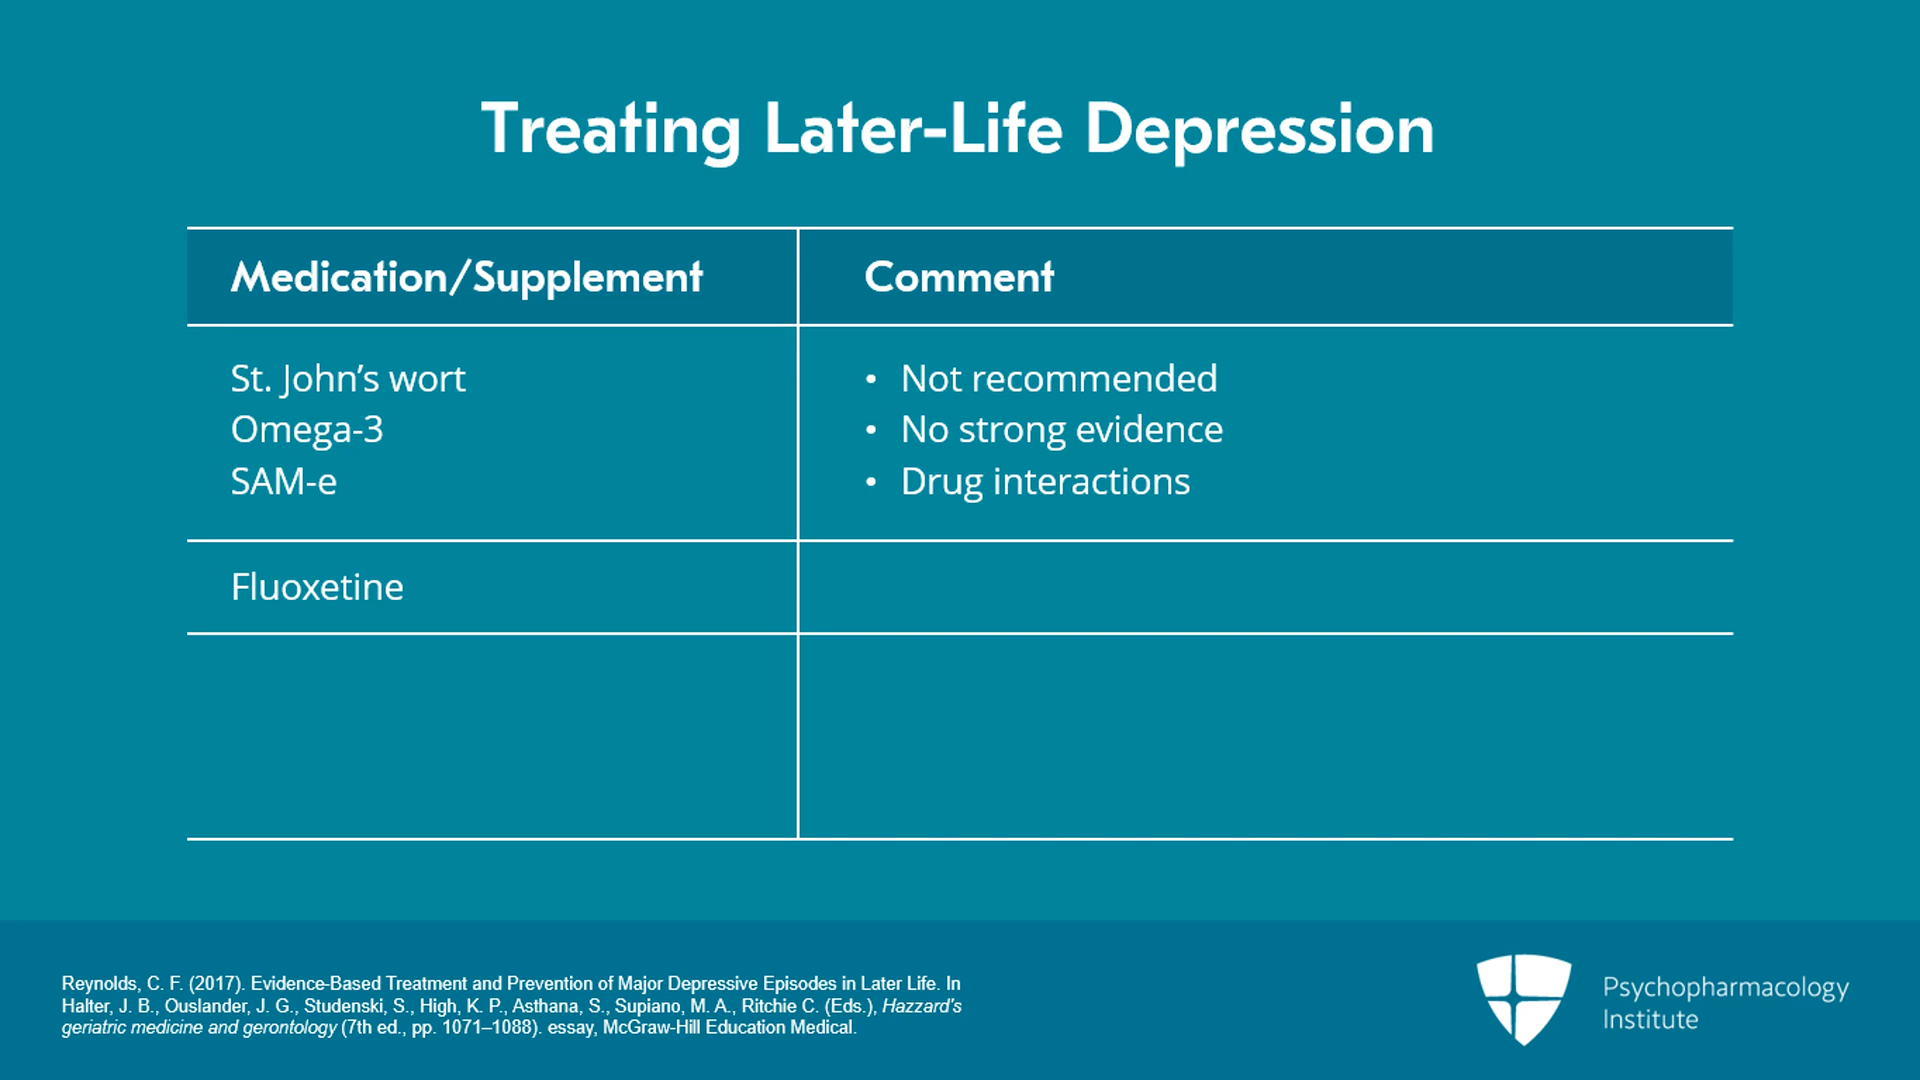 Treating Later-Life Depression
Medication/Supplement
Comment
St. John’s wort
Omega-3
SAM-e
• Not recommended
• No strong evidence
• Drug interactions
Fluoxetine
Reynolds, C. F. (2017). Evidence-Based Treatment and Prevention of Major Depressive Episodes in Later Life. In
Halter, J. B., Ouslander, J. G., Studenski, S., High, K. P., Asthana, S., Supiano, M. A., Ritchie C. (Eds.), Hazzard’s
geriatric medicine and gerontology (7th ed., pp. 1071–1088). essay, McGraw-Hill Education Medical.
Psychopharmacology
Institute